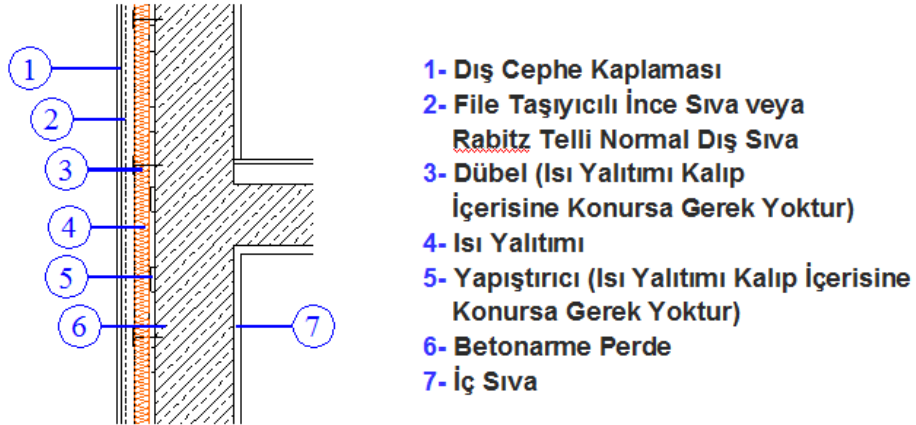 1
2
3
4
5
6
7
1- Dış Cephe Kaplaması
2- File Taşıyıcılı İnce Sıva veya
Rabitz Telli Normal Dış Sıva
3- Dübel (Isı Yalıtımı Kalıp
İçerisine Konursa Gerek Yoktur)
4- Isı Yalıtımı
5- Yapıştırıcı (Isı Yalıtımı Kalıp İçerisine
Konursa Gerek Yoktur)
6- Betonarme Perde
7- İç Sıva